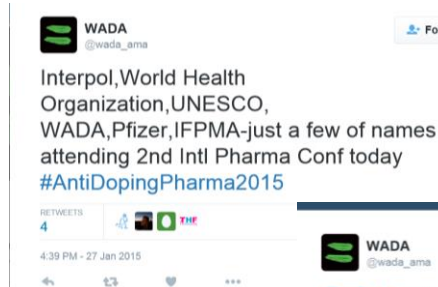 WADA
@wada_ama
Fo
Interpol,World Health
Organization,UNESCO,
WADA,Pfizer,IFPMA-just a few of names
attending 2nd Intl Pharma Conf today
#AntiDopingPharma2015
RETWEETS
4
THF
4:39 PM - 27 Jan 2015
WADA
@wada_ama